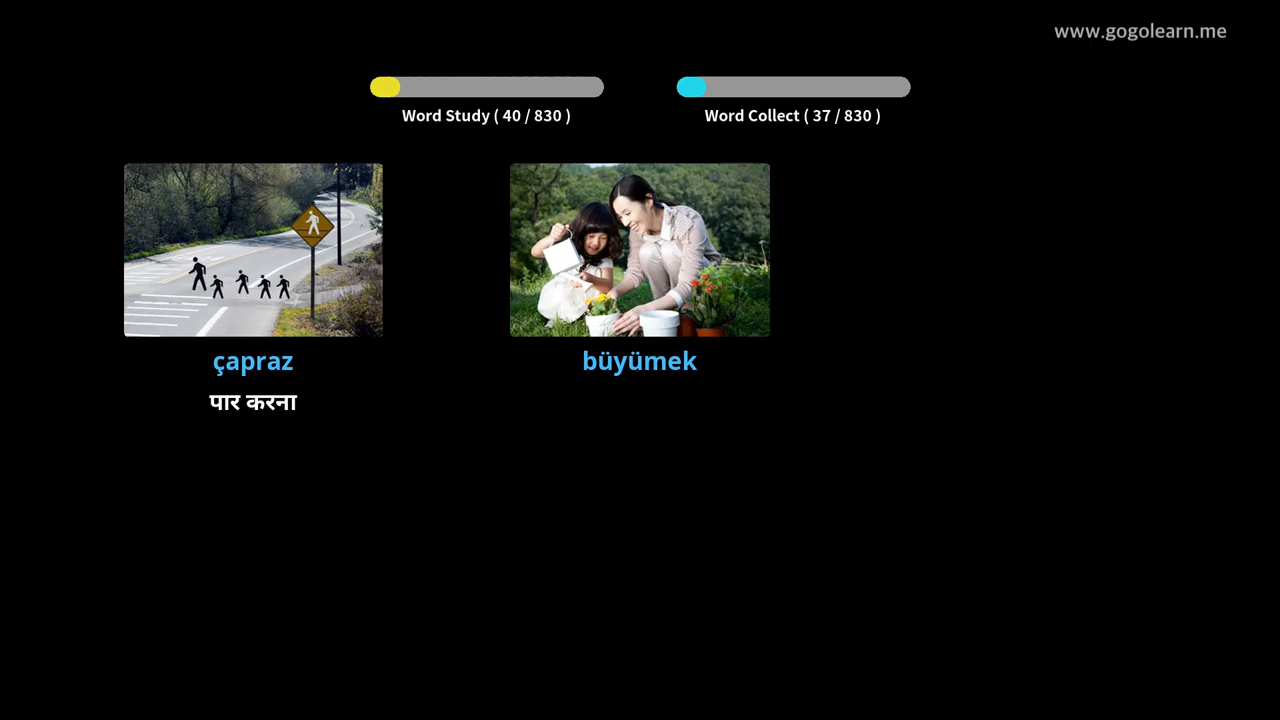 www.gogolearn.me
Word Study ( 40 / 830 )
Word Collect ( 37 / 830 )
çapraz
büyümek
पार करना